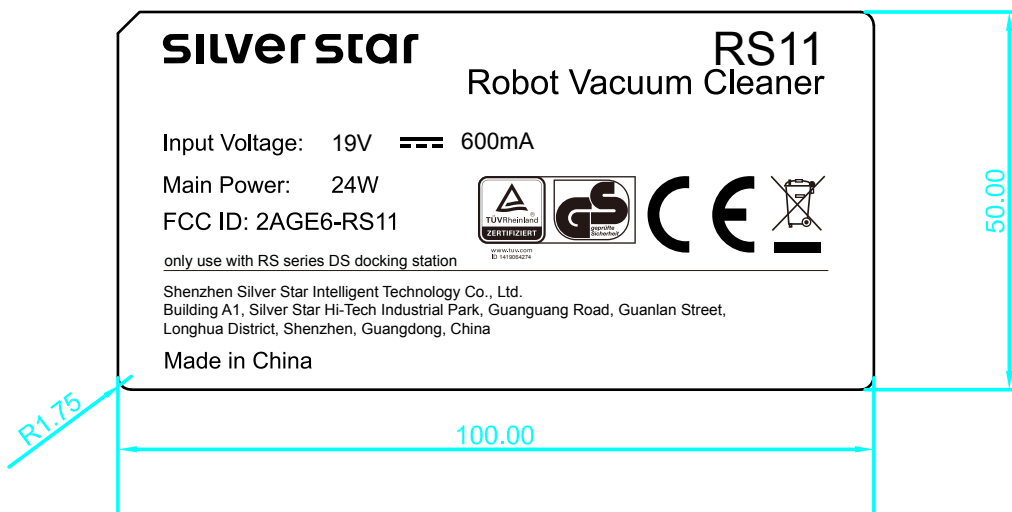 silver star
RS11
Robot Vacuum Cleaner
Input Voltage: 19V 600mA
Main Power: 24W
FCC ID: 2AGE6-RS11
TÜVRheinland
®
ZERTIFIZIERT
www.tuv.com
ID 1419064274
GS
geprüfte
Sicherheit
CE
only use with RS series DS docking station
Shenzhen Silver Star Intelligent Technology Co., Ltd.
Building A1, Silver Star Hi-Tech Industrial Park, Guanguang Road, Guanlan Street,
Longhua District, Shenzhen, Guangdong, China
Made in China
50.00
R1.75
100.00